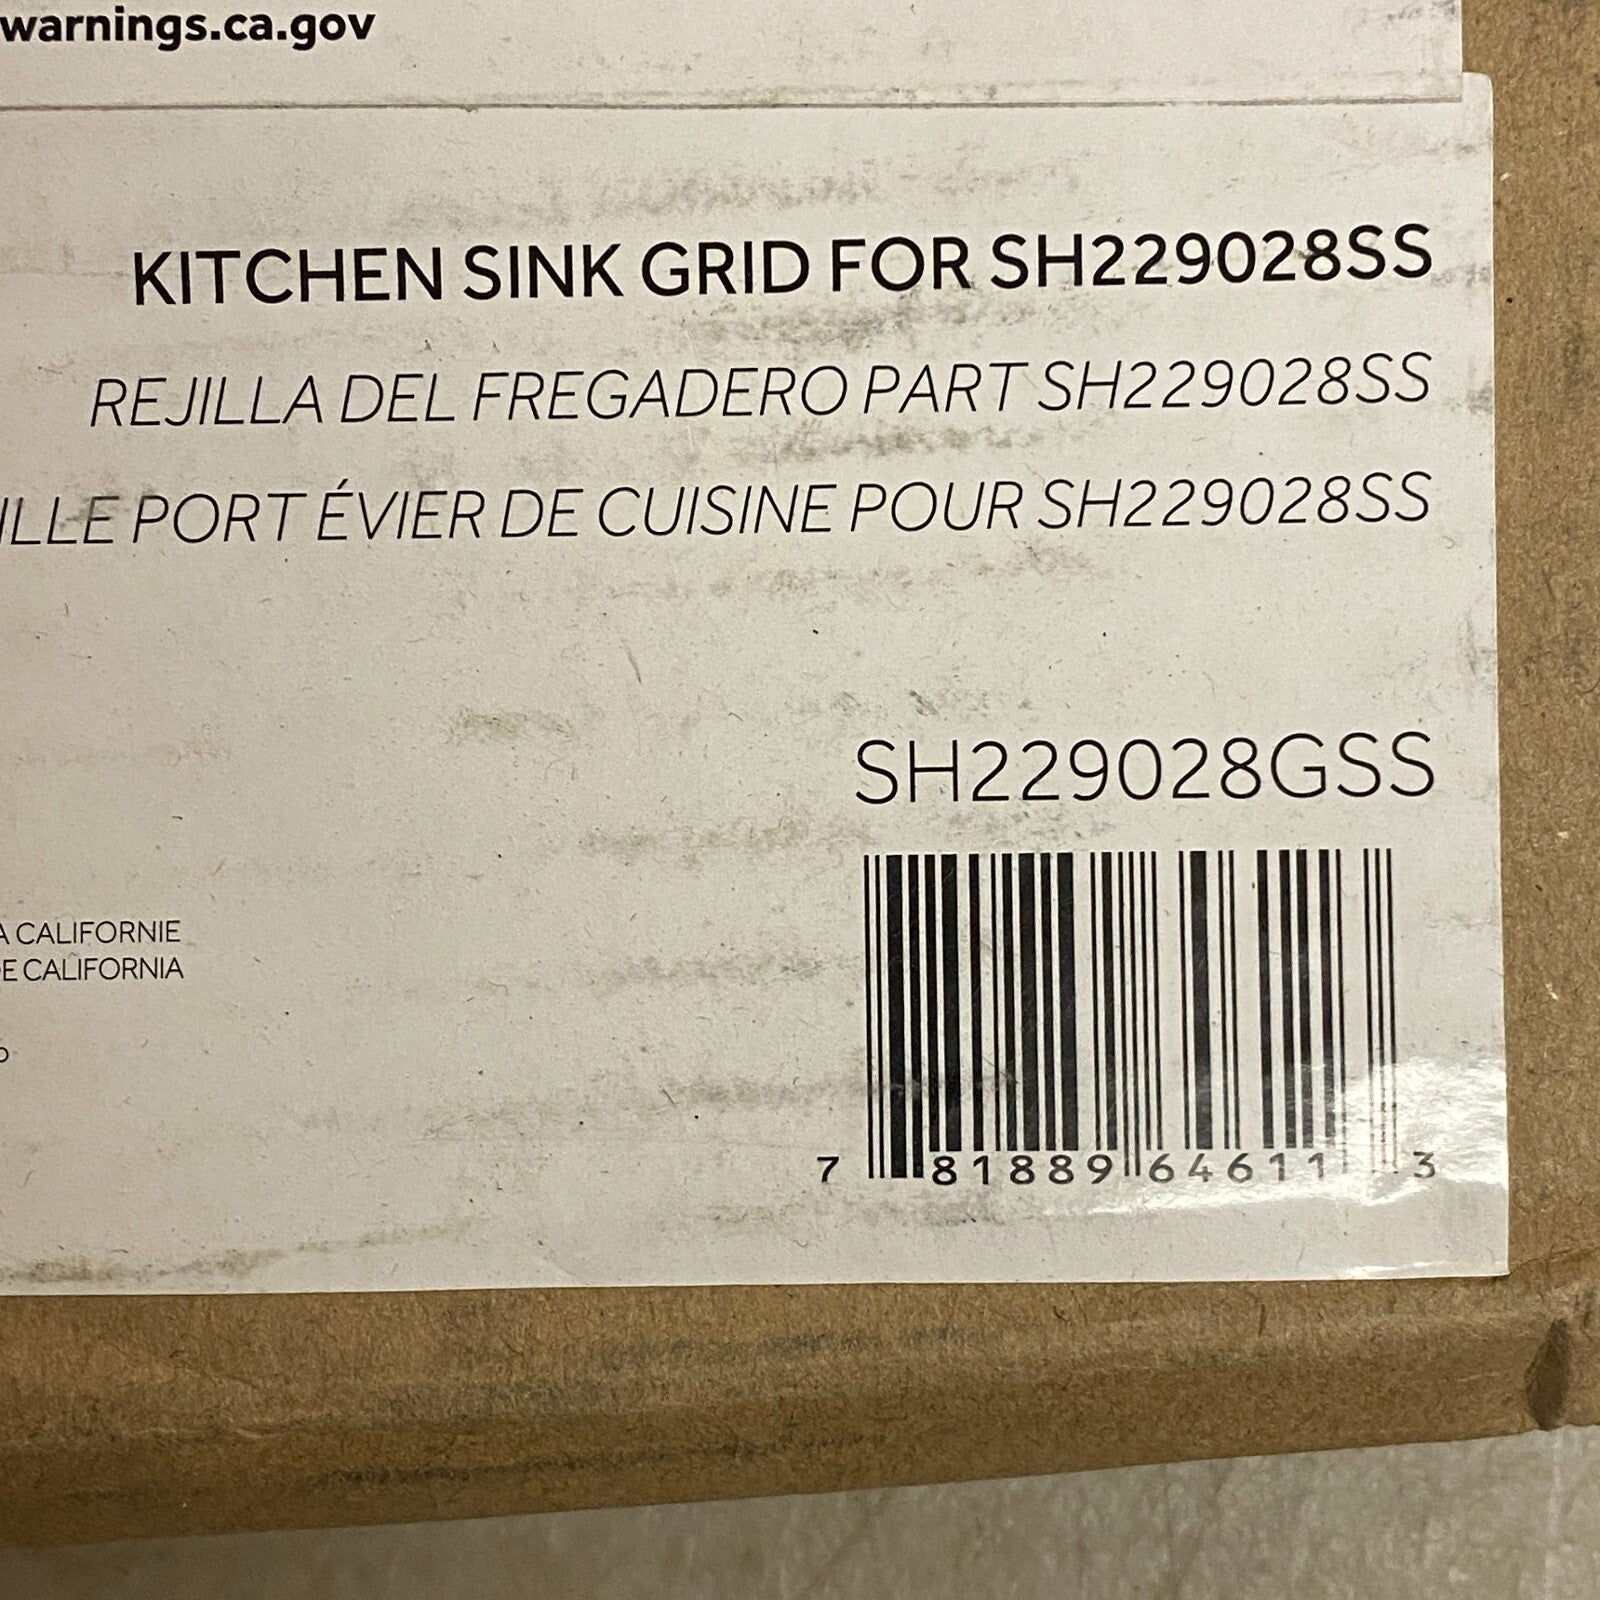 warnings.ca.gov
KITCHEN SINK GRID FOR SH229028SS
REJILLA DEL FREGADERO PART SH229028SS
ILLE PORT ÉVIER DE CUISINE POUR SH229028SS
SH229028GSS
A CALIFORNIE
DE CALIFORNIA
7 81889 64611 3